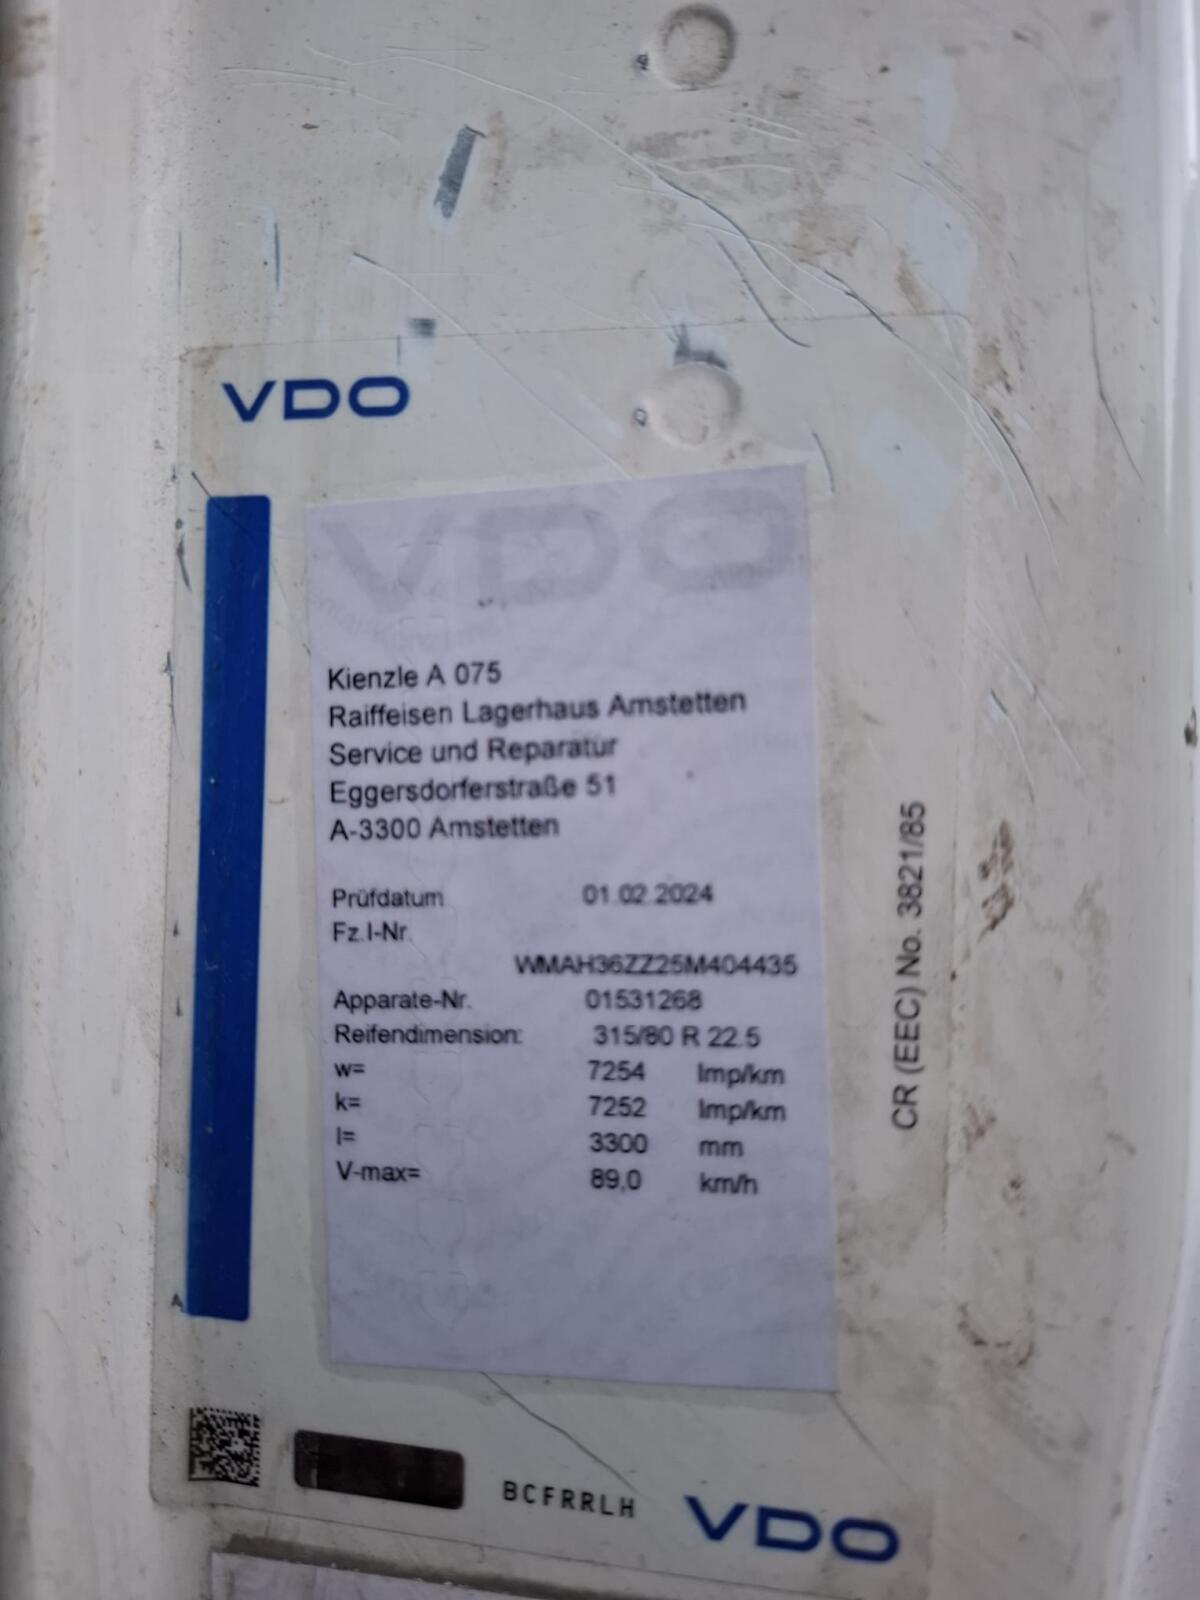 VDO
VDO
Kienzle A 075
Raiffeisen Lagerhaus Amstetten
Service und Reparatur
Eggersdorferstraße 51
A-3300 Amstetten
Prüfdatum 01.02.2024
Fz.I-Nr.
WMAH36ZZ25M404435
Apparate-Nr. 01531268
Reifendimension: 315/80 R 22.5
w= 7254 Imp/km
k= 7252 Imp/km
l= 3300 mm
V-max= 89,0 km/h
CR (EEC) No. 3821/85
BCFRRLH
VDO